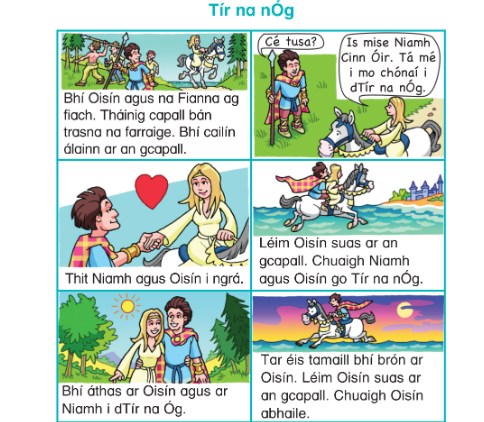 Tír na nÓg
Bhí Oisín agus na Fianna ag
fiach. Tháinig capall bán
trasna na farraige. Bhí cailín
álainn ar an gcapall.
Cé tusa?
Is mise Niamh
Cinn Óir. Tá mé
i mo chónaí i
dTír na nÓg.
Thit Niamh agus Oisín i ngrá.
Léim Oisín suas ar an
gcapall. Chuaigh Niamh
agus Oisín go Tír na nÓg.
Bhí áthas ar Oisín agus ar
Niamh i dTír na Óg.
Tar éis tamaill bhí brón ar
Oisín. Léim Oisín suas ar
an gcapall. Chuaigh Oisín
abhaile.